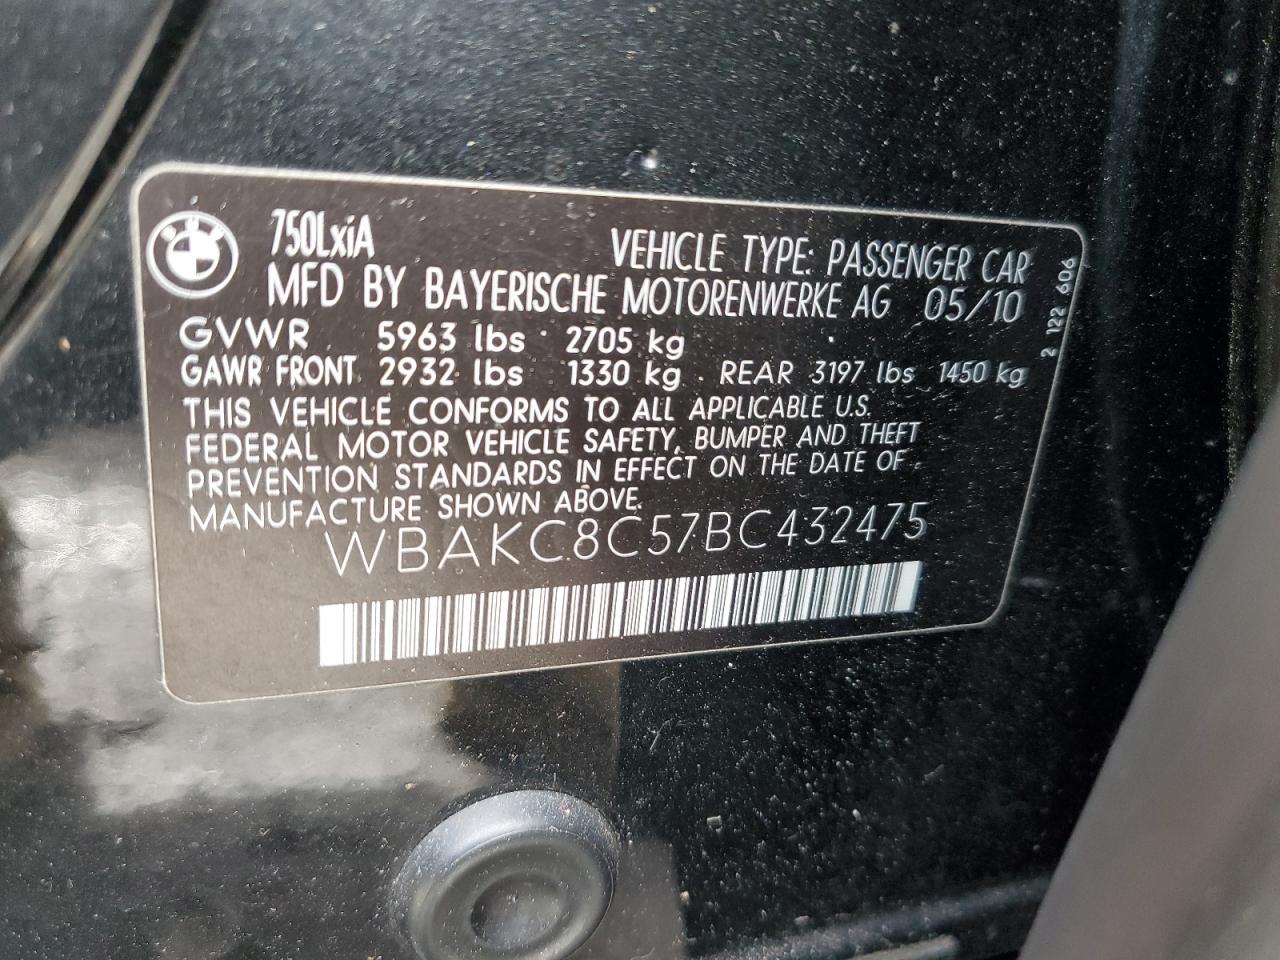 BMW
750LxiA
VEHICLE TYPE: PASSENGER CAR
MFD BY BAYERISCHE MOTORENWERKE AG 05/10
GVWR 5963 lbs 2705 kg
GAWR FRONT 2932 lbs 1330 kg REAR 3197 lbs 1450 kg
THIS VEHICLE CONFORMS TO ALL APPLICABLE U.S.
FEDERAL MOTOR VEHICLE SAFETY, BUMPER AND THEFT
PREVENTION STANDARDS IN EFFECT ON THE DATE OF
MANUFACTURE SHOWN ABOVE.
WBAKC8C57BC432475
2 122 606